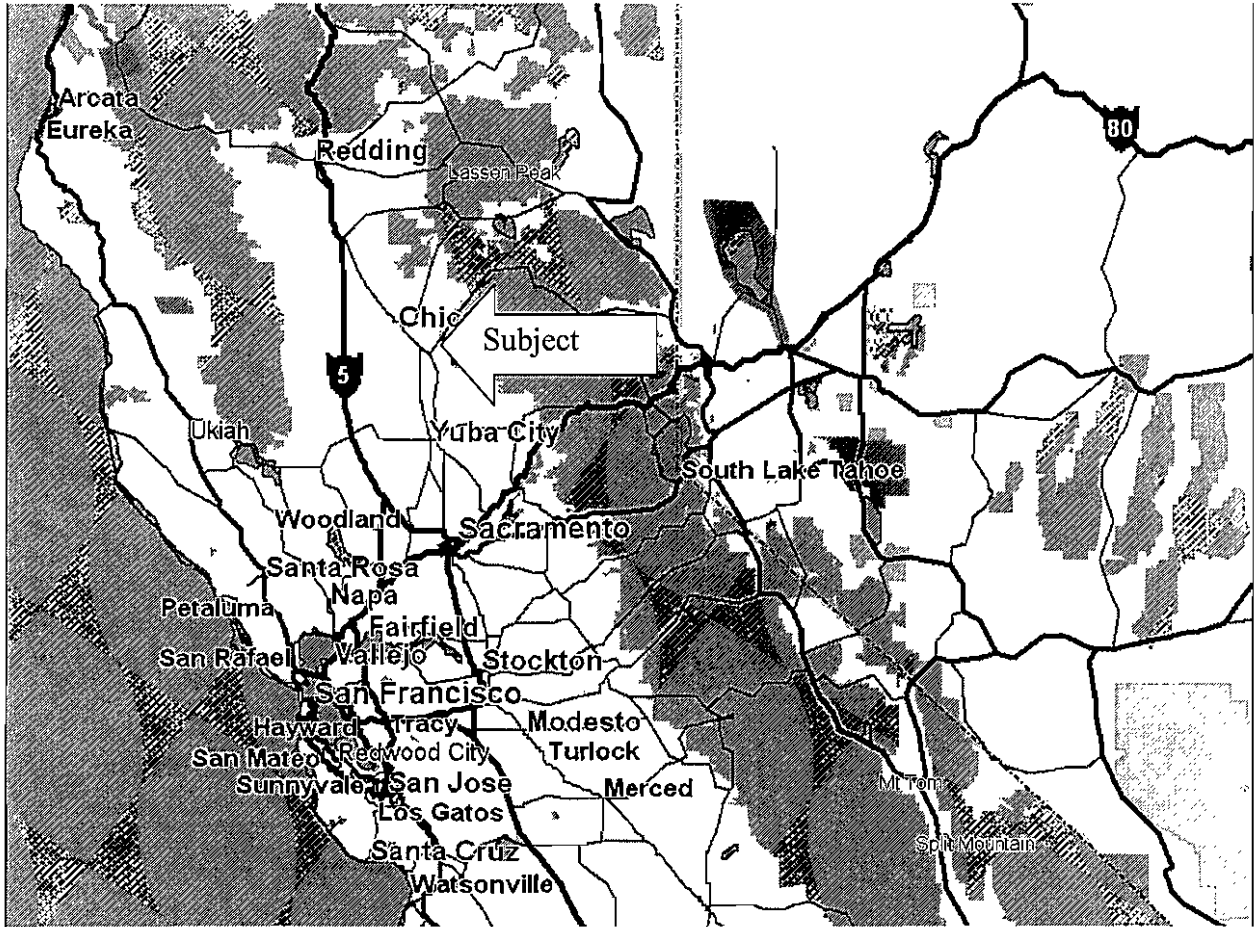 Arcata
Eureka
80
Redding
Lassen Peak
Chic
Subject
5
Ukiah
Yuba City
South Lake Tahoe
Woodland
Sacramento
Santa Rosa
Napa
Petaluma
Fairfield
San Rafael
Vallejo
Stockton
San Francisco
Hayward
Tracy
Modesto
San Mateo
Redwood City
Turlock
Sunnyvale
San Jose
Merced
Mt Tom
Los Gatos
Split Mountain
Santa Cruz
Watsonville